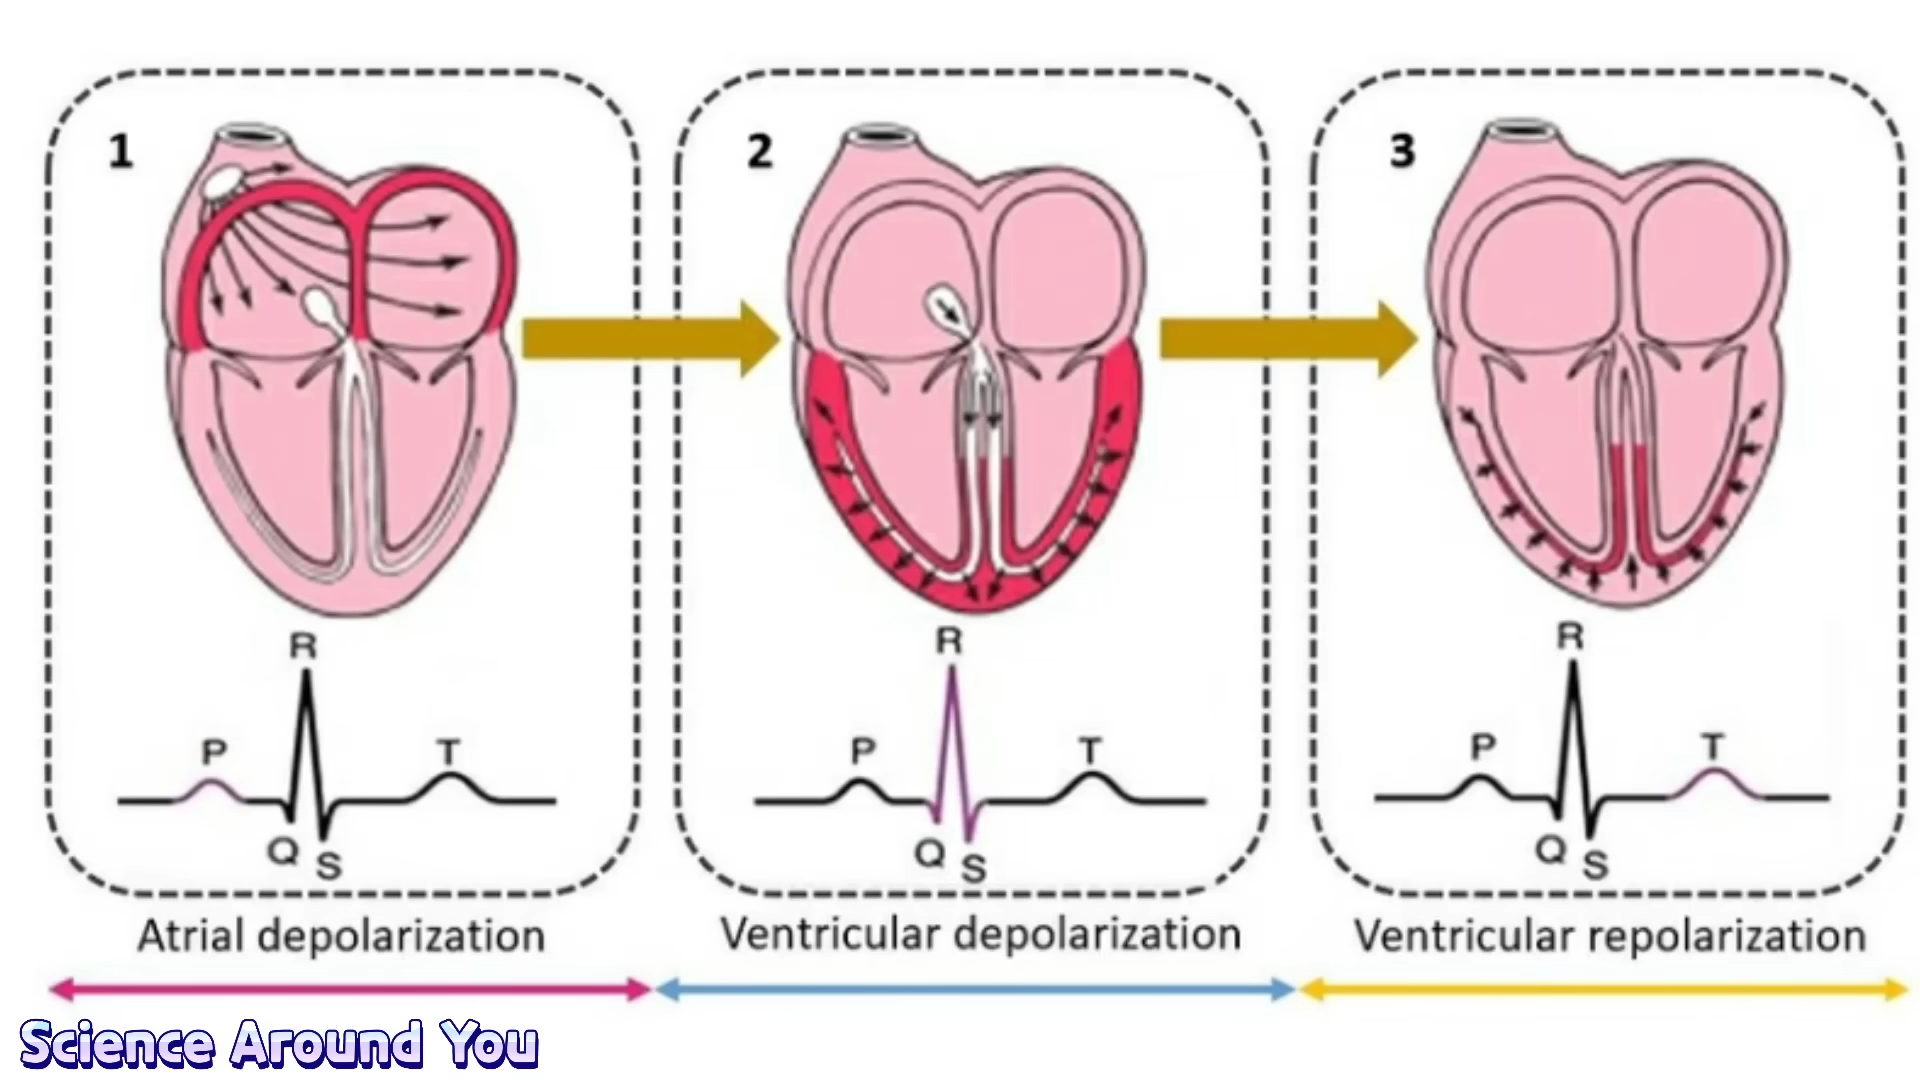 1
2
3
R
P
T
Q
S
R
P
T
Q
S
R
P
T
Q
S
Atrial depolarization
Ventricular depolarization
Ventricular repolarization
Science Around You